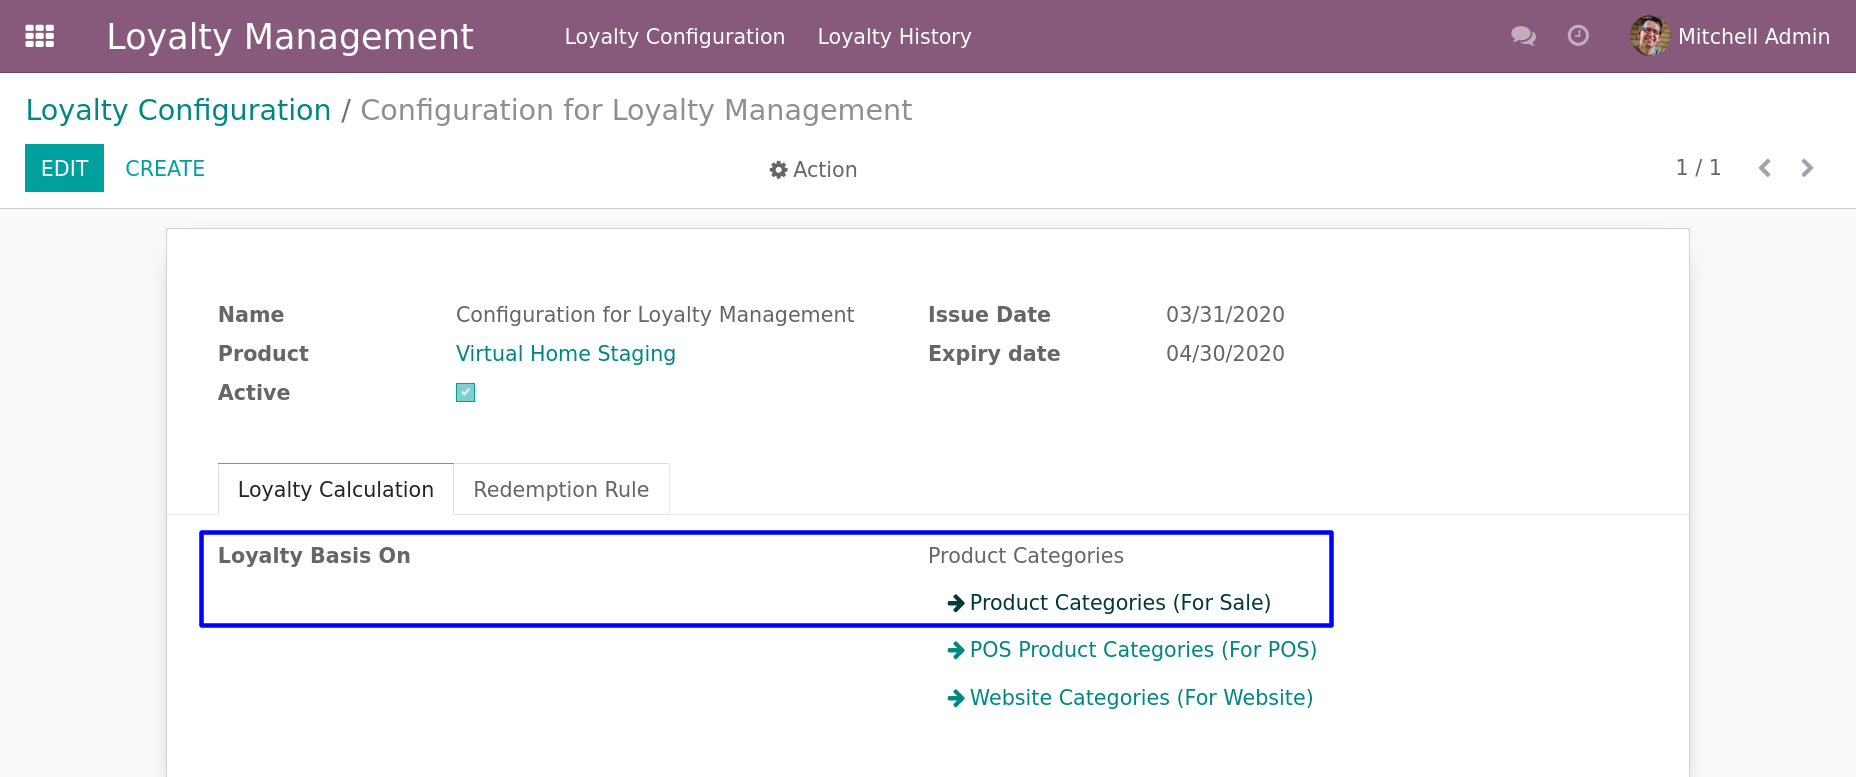 Loyalty Management Loyalty Configuration Loyalty History Mitchell Admin
Loyalty Configuration / Configuration for Loyalty Management
EDIT CREATE Action 1 / 1
Name Configuration for Loyalty Management Issue Date 03/31/2020
Product Virtual Home Staging Expiry date 04/30/2020
Active
Loyalty Calculation Redemption Rule
Loyalty Basis On Product Categories
Product Categories (For Sale)
POS Product Categories (For POS)
Website Categories (For Website)